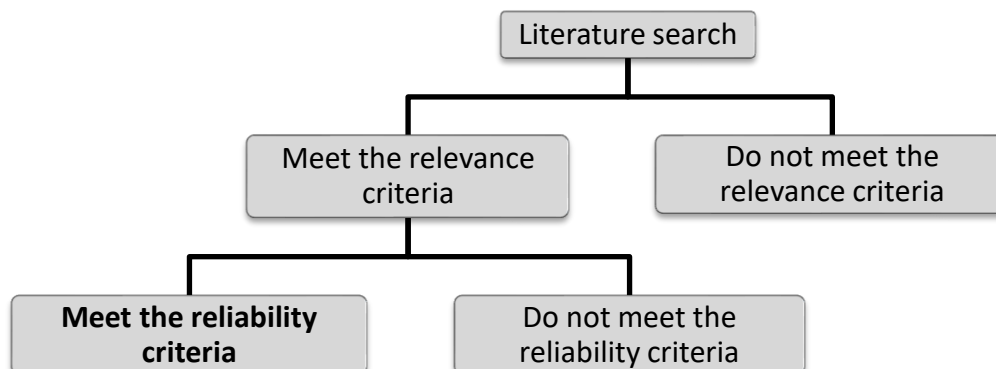 Literature search
Meet the relevance
criteria
Do not meet the
relevance criteria
Meet the reliability
criteria
Do not meet the
reliability criteria